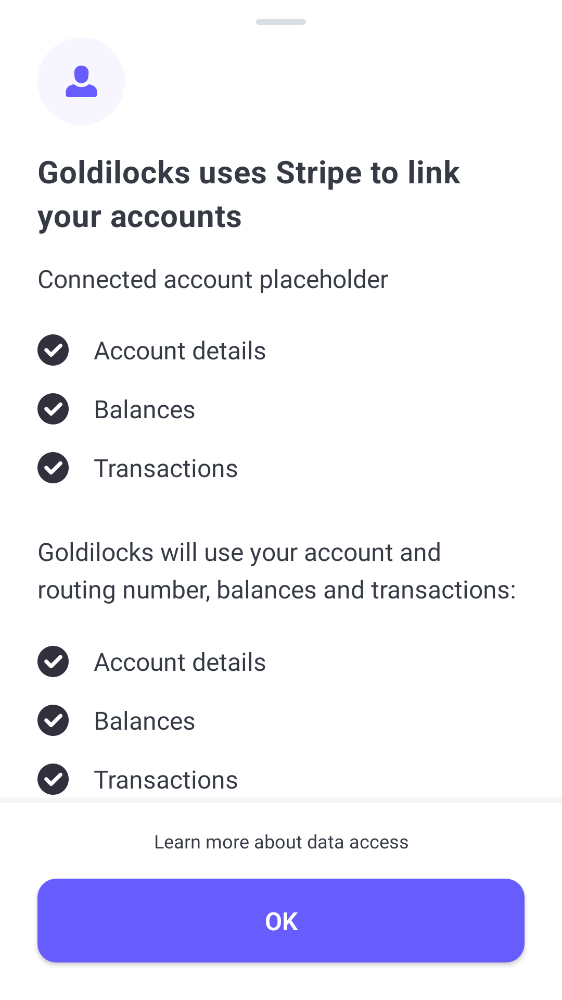 Goldilocks uses Stripe to link
your accounts
Connected account placeholder
Account details
Balances
Transactions
Goldilocks will use your account and
routing number, balances and transactions:
Account details
Balances
Transactions
Learn more about data access
OK